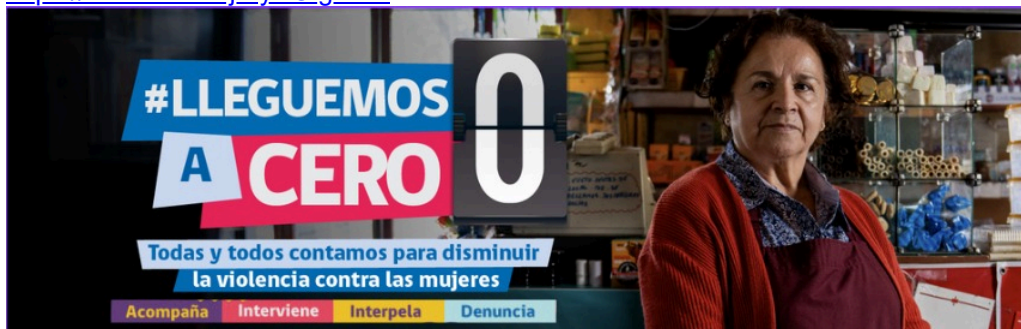 #LLEGUEMOS
A CERO
0
Todas y todos contamos para disminuir
la violencia contra las mujeres
Acompaña Interviene Interpela Denuncia